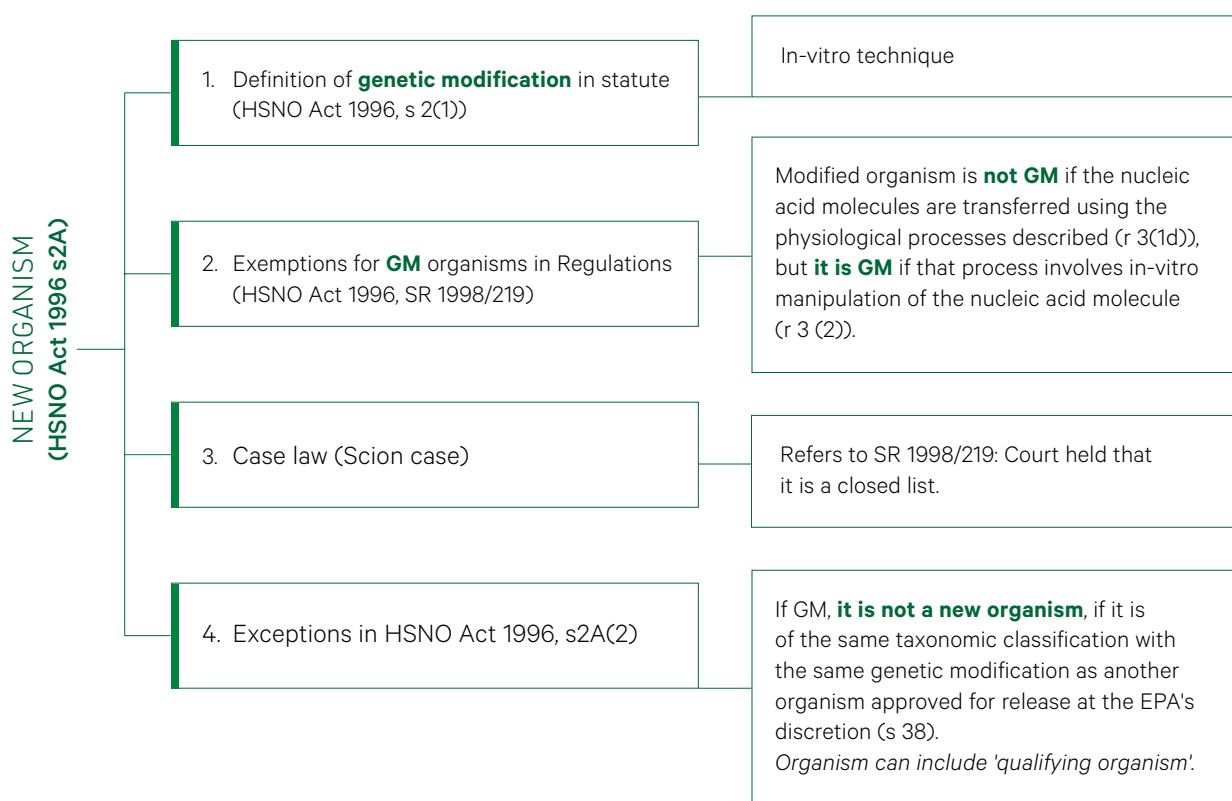 NEW ORGANISM
(HSNO Act 1996 s2A)
1. Definition of genetic modification in statute
(HSNO Act 1996, s 2(1))
In-vitro technique
2. Exemptions for GM organisms in Regulations
(HSNO Act 1996, SR 1998/219)
Modified organism is not GM if the nucleic
acid molecules are transferred using the
physiological processes described (r 3(1d)),
but it is GM if that process involves in-vitro
manipulation of the nucleic acid molecule
(r 3 (2)).
3. Case law (Scion case)
Refers to SR 1998/219: Court held that
it is a closed list.
4. Exceptions in HSNO Act 1996, s2A(2)
If GM, it is not a new organism, if it is
of the same taxonomic classification with
the same genetic modification as another
organism approved for release at the EPA's
discretion (s 38).
Organism can include 'qualifying organism'.